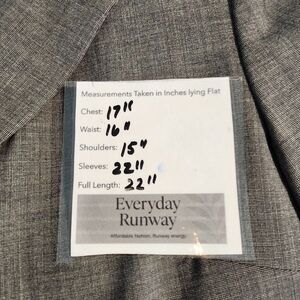 Measurements Taken in Inches lying Flat
Chest: 17"
Waist: 16"
Shoulders: 15"
Sleeves: 22"
Full Length: 22"
Everyday
Runway
Affordable fashion. Runway energy.